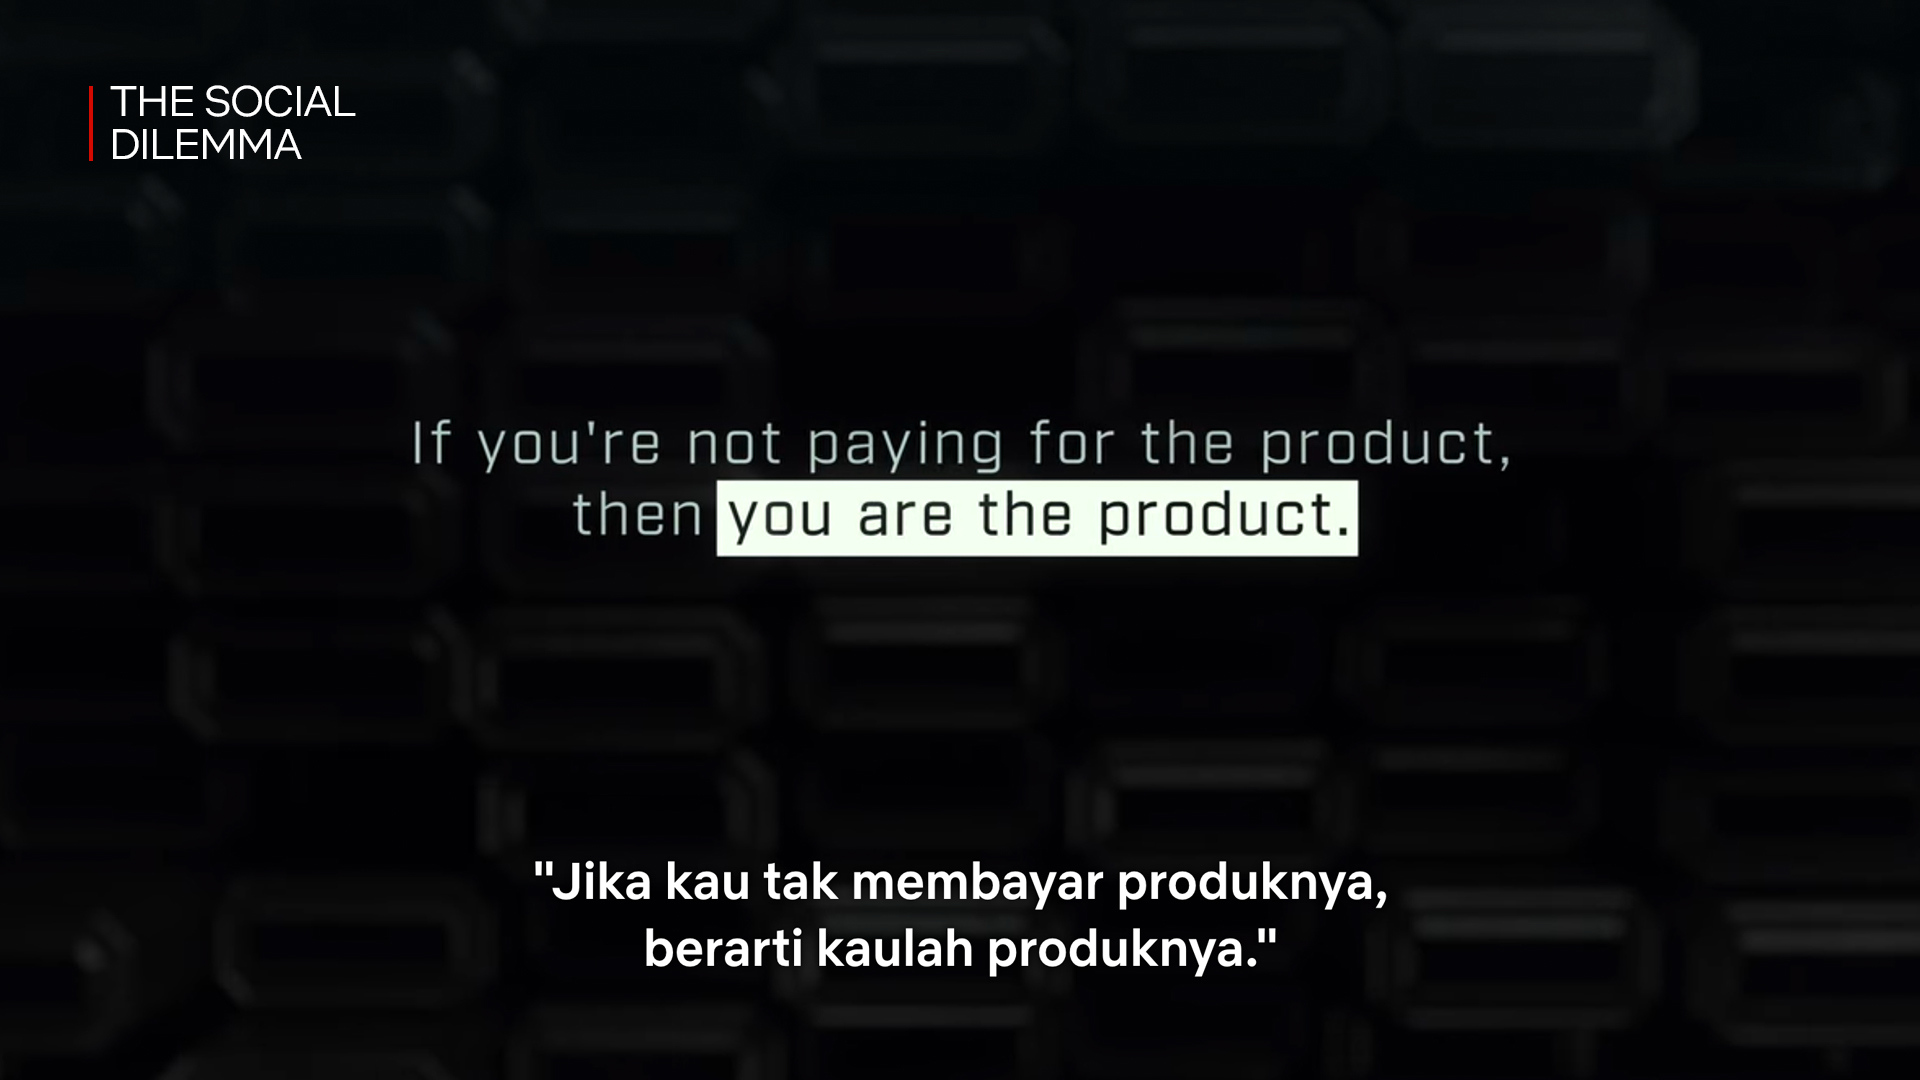 THE SOCIAL
DILEMMA
If you're not paying for the product,
then you are the product.
"Jika kau tak membayar produknya,
berarti kaulah produknya."